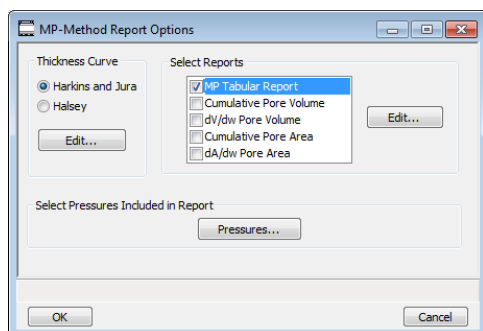 MP-Method Report Options
Thickness Curve
Harkins and Jura
Halsey
Edit...
Select Reports
MP Tabular Report
Cumulative Pore Volume
dV/dw Pore Volume
Cumulative Pore Area
dA/dw Pore Area
Edit...
Select Pressures Included in Report
Pressures...
OK
Cancel